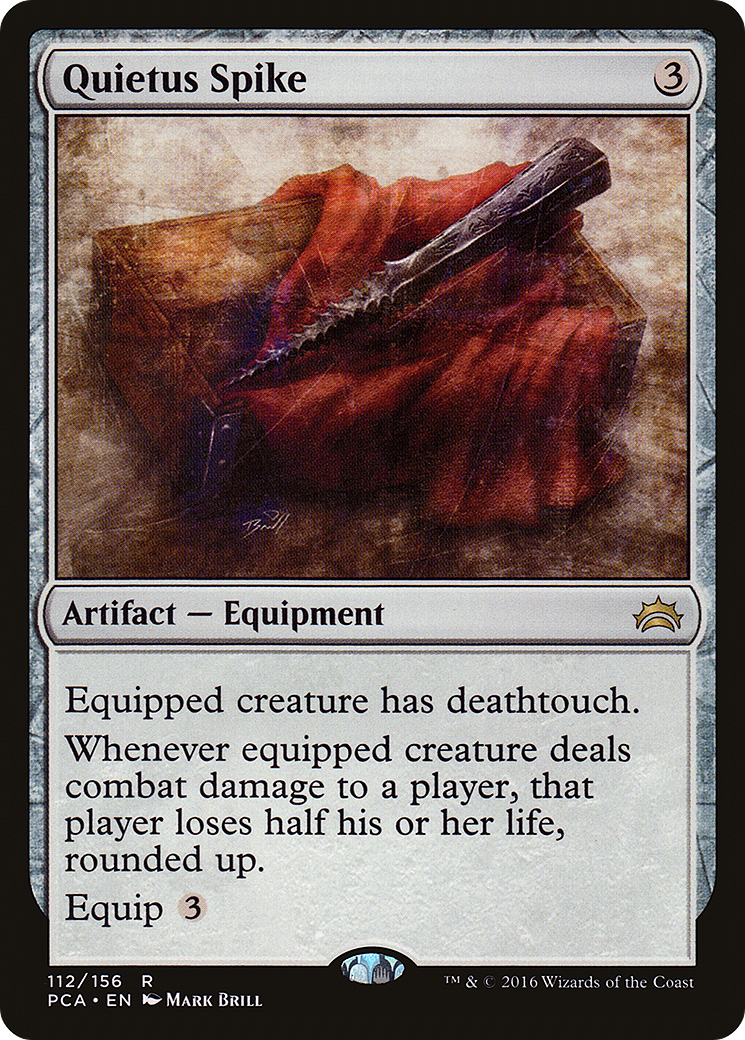 Quietus Spike 3
Brill
Artifact — Equipment
Equipped creature has deathtouch.
Whenever equipped creature deals
combat damage to a player, that
player loses half his or her life,
rounded up.
Equip 3
112/156 R
PCA • EN Mark Brill
™ & © 2016 Wizards of the Coast